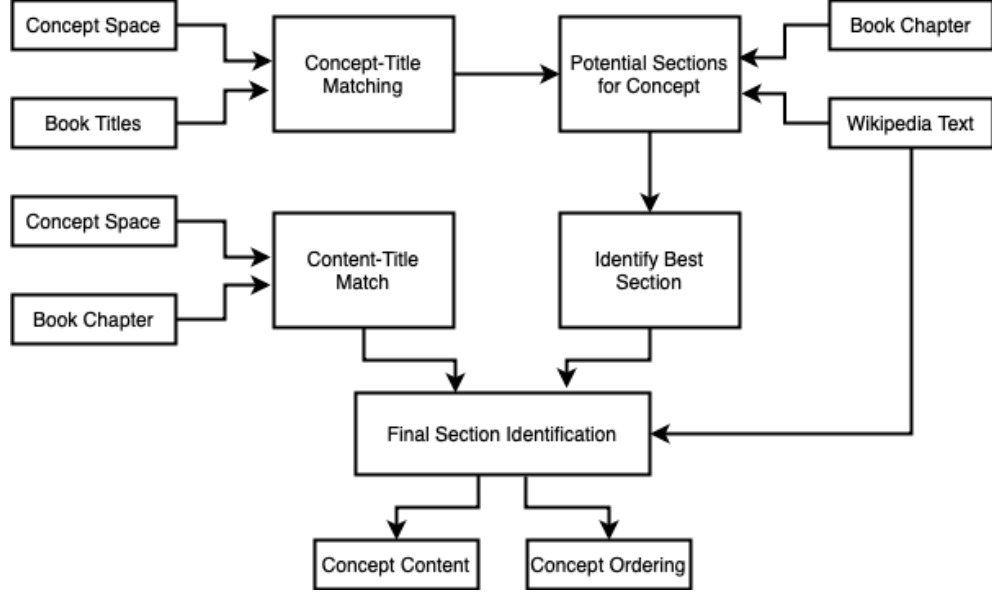 Concept Space
Book Titles
Concept-Title
Matching
Potential Sections
for Concept
Book Chapter
Wikipedia Text
Concept Space
Book Chapter
Content-Title
Match
Identify Best
Section
Final Section Identification
Concept Content
Concept Ordering